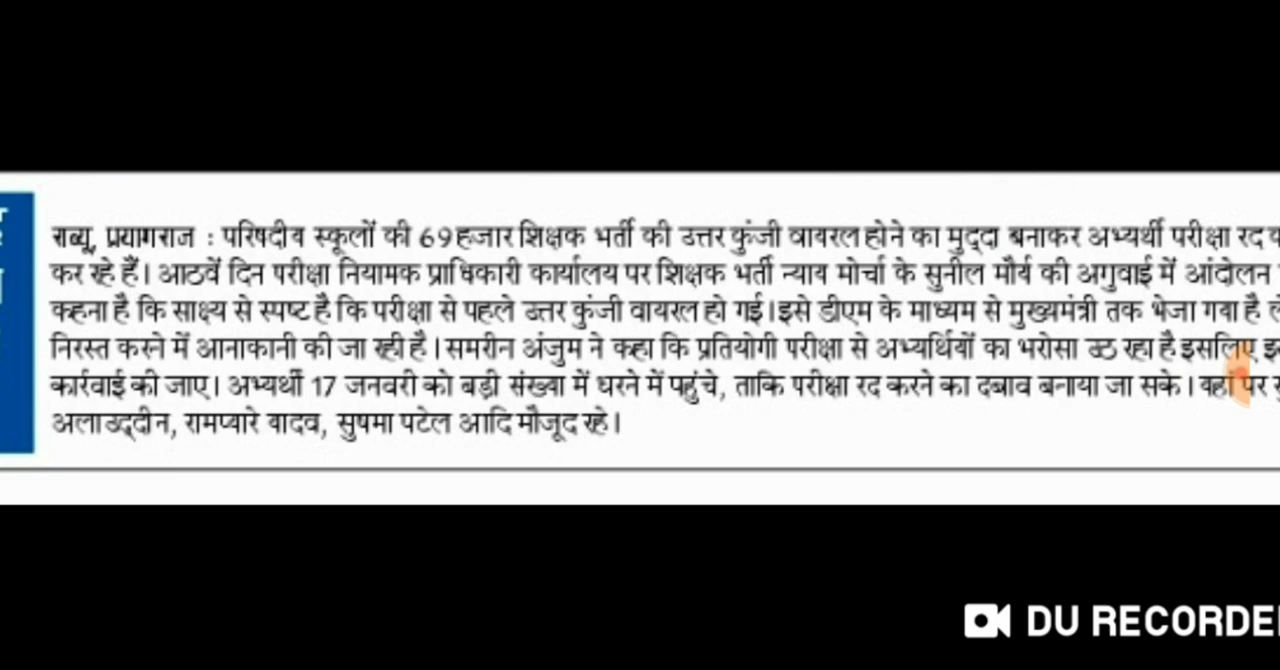 राब्यू, प्रयागराज : परिषदीय स्कूलों की 69 हजार शिक्षक भर्ती की उत्तर कुंजी वायरल होने का मुद्दा बनाकर अभ्यर्थी परीक्षा रद
कर रहे हैं। आठवें दिन परीक्षा नियामक प्राधिकारी कार्यालय पर शिक्षक भर्ती न्याय मोर्चा के सुनील मौर्य की अगुवाई में आंदोलन
कहना है कि साक्ष्य से स्पष्ट है कि परीक्षा से पहले उत्तर कुंजी वायरल हो गई। इसे डीएम के माध्यम से मुख्यमंत्री तक भेजा गया है
निरस्त करने में आनाकानी की जा रही है। समरीन अंजुम ने कहा कि प्रतियोगी परीक्षा से अभ्यर्थियों का भरोसा उठ रहा है इसलिए
कार्रवाई की जाए। अभ्यर्थी 17 जनवरी को बड़ी संख्या में धरने में पहुंचे, ताकि परीक्षा रद करने का दबाव बनाया जा सके। वहां पर
अलाउद्दीन, रामप्यारे यादव, सुषमा पटेल आदि मौजूद रहे।
DU RECORDE